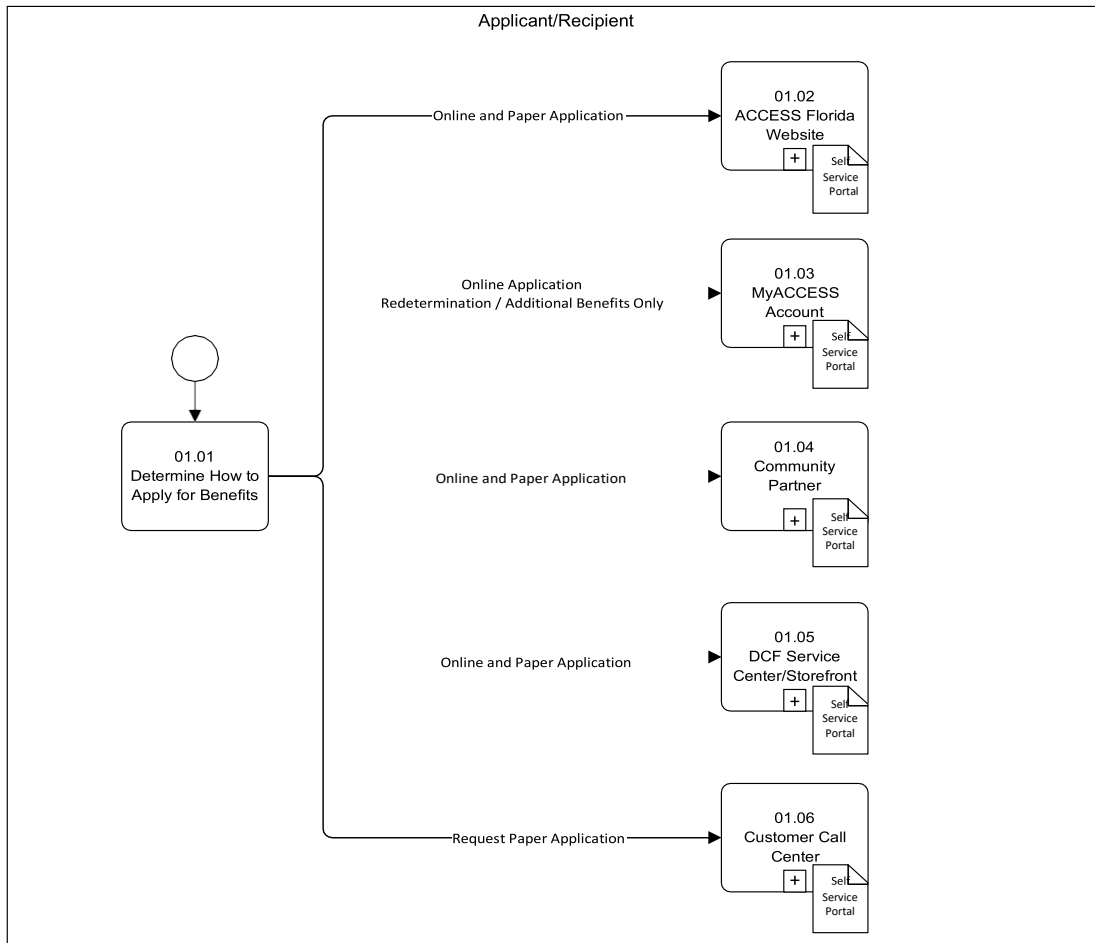 Applicant/Recipient
Online and Paper Application
01.02
ACCESS Florida
Website
+
Self
Service
Portal
Online Application
Redetermination / Additional Benefits Only
01.03
MyACCESS
Account
+
Self
Service
Portal
01.01
Determine How to
Apply for Benefits
Online and Paper Application
01.04
Community
Partner
+
Self
Service
Portal
Online and Paper Application
01.05
DCF Service
Center/Storefront
+
Self
Service
Portal
Request Paper Application
01.06
Customer Call
Center
+
Self
Service
Portal